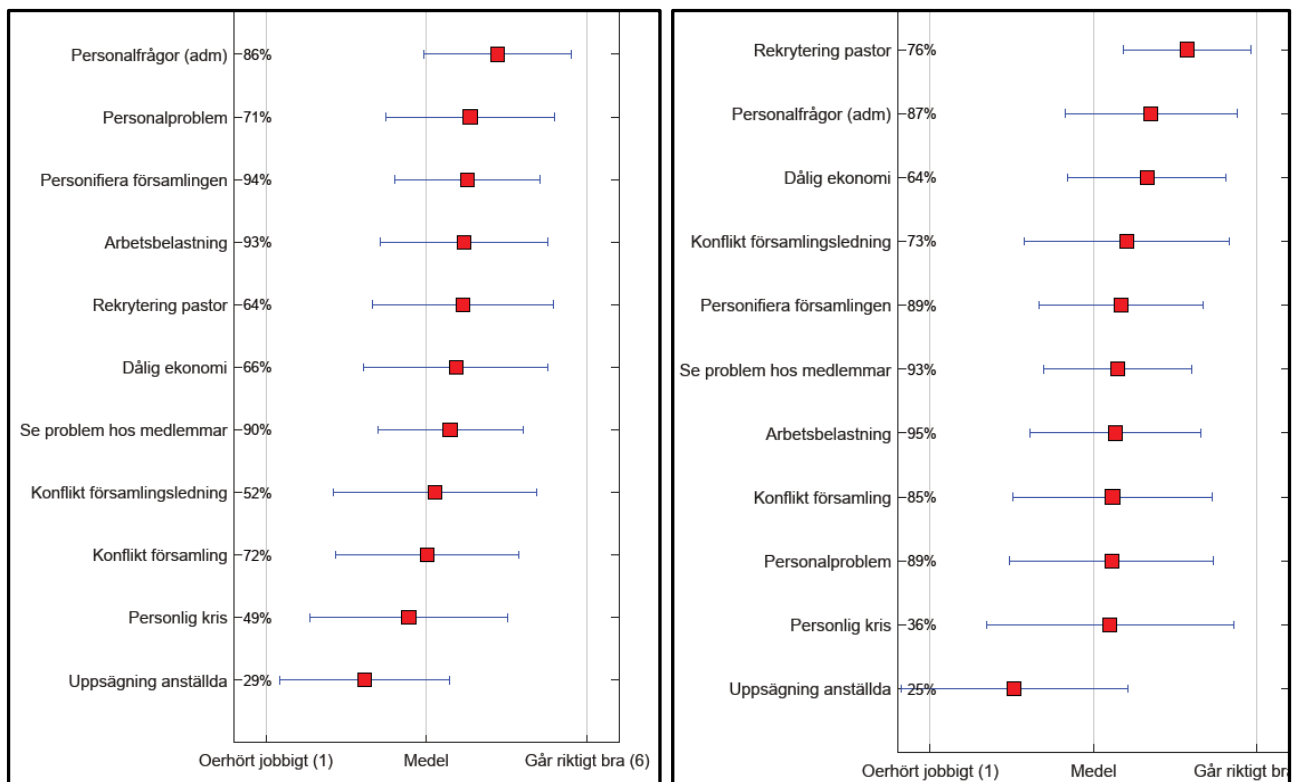 Personalfrågor (adm) 86%
Personalproblem 71%
Personifiera församlingen 94%
Arbetsbelastning 93%
Rekrytering pastor 64%
Dålig ekonomi 66%
Se problem hos medlemmar 90%
Konflikt församlingsledning 52%
Konflikt församling 72%
Personlig kris 49%
Uppsägning anställda 29%
Oerhört jobbigt (1) Medel Går riktigt bra (6)
Rekrytering pastor 76%
Personalfrågor (adm) 87%
Dålig ekonomi 64%
Konflikt församlingsledning 73%
Personifiera församlingen 89%
Se problem hos medlemmar 93%
Arbetsbelastning 95%
Konflikt församling 85%
Personalproblem 89%
Personlig kris 36%
Uppsägning anställda 25%
Oerhört jobbigt (1) Medel Går riktigt bra